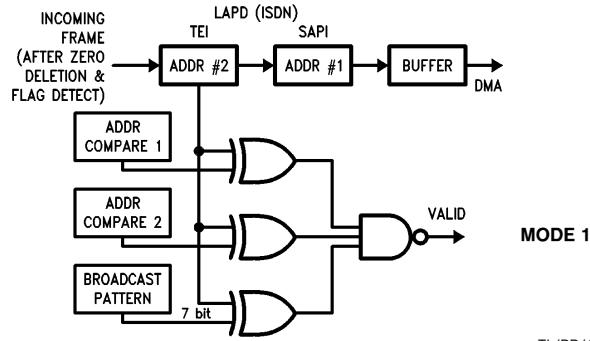 LAPD (ISDN)
INCOMING
FRAME
(AFTER ZERO
DELETION &
FLAG DETECT)
TEI
SAPI
ADDR #2
ADDR #1
BUFFER
DMA
ADDR
COMPARE 1
ADDR
COMPARE 2
VALID
MODE 1
BROADCAST
PATTERN
7 bit